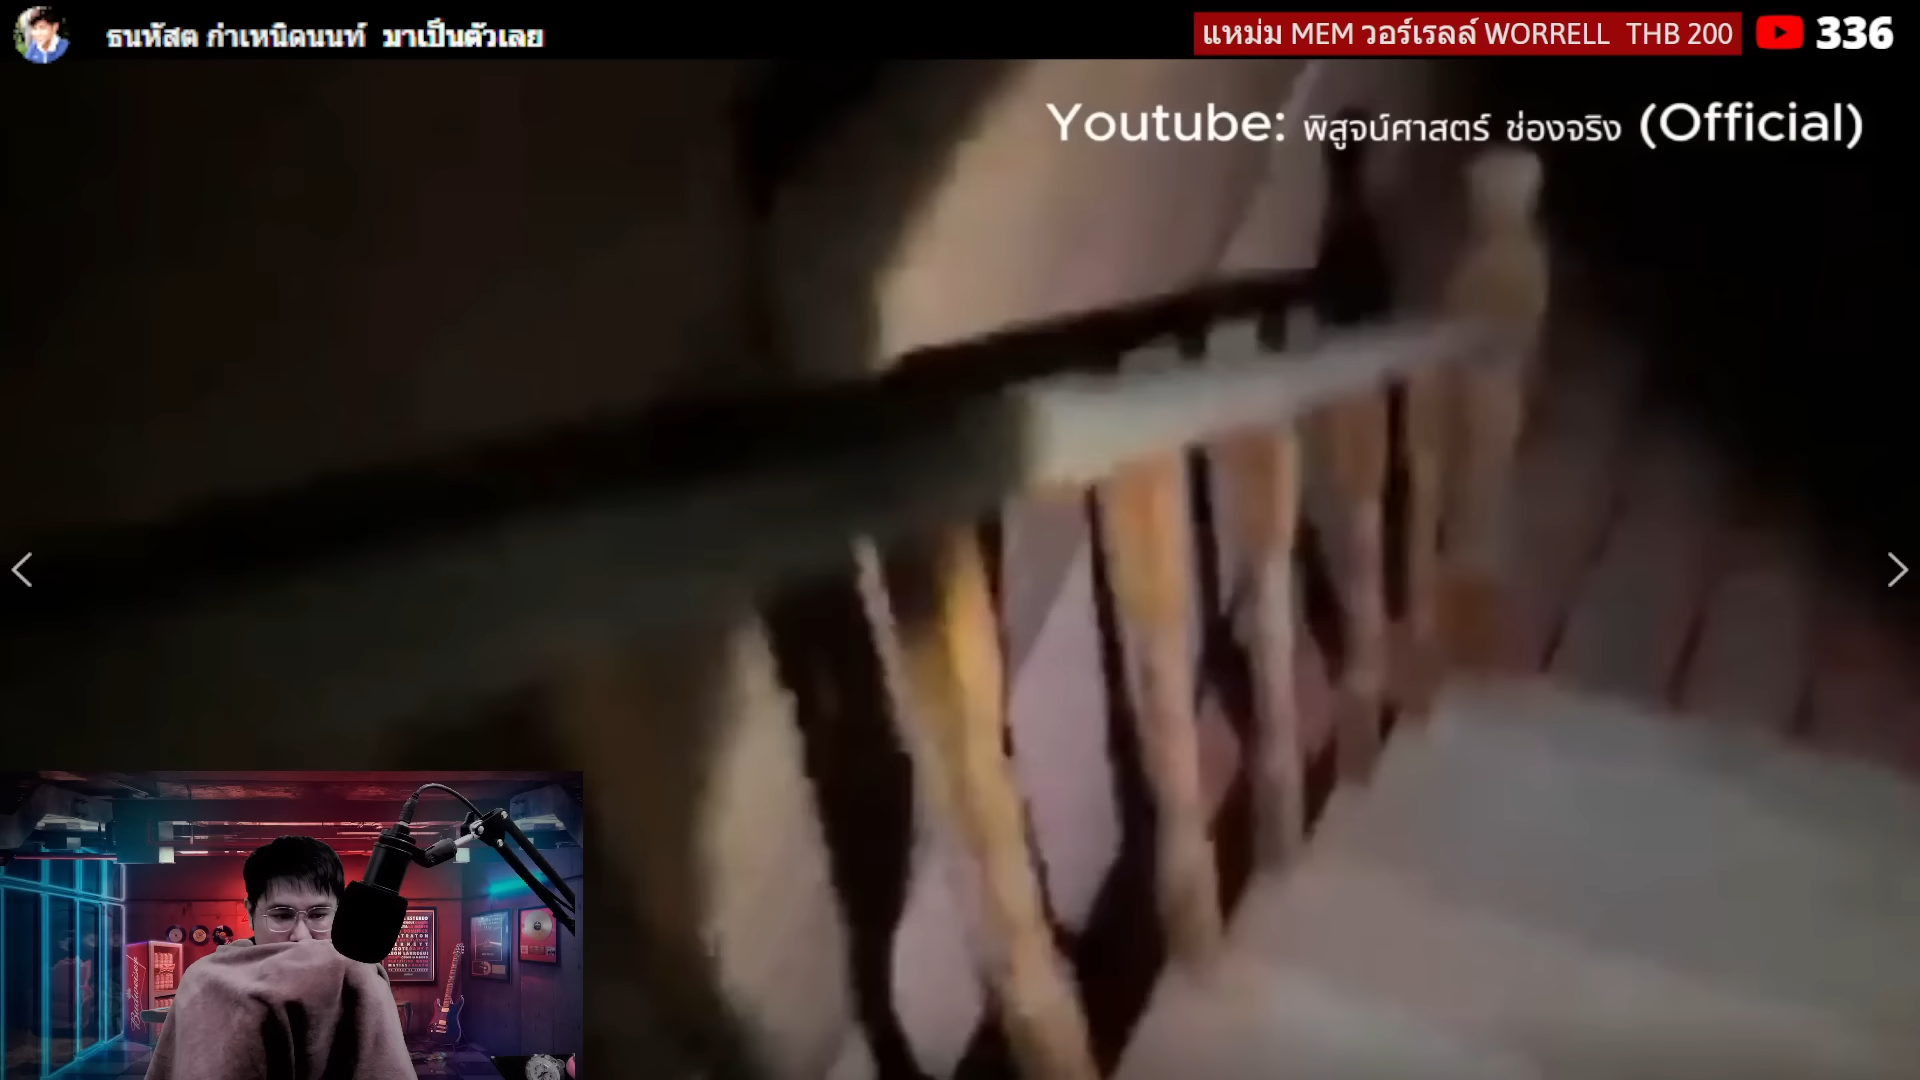 ธนหัสต กำเหนิดนนท์ มาเป็นตัวเลย
แหม่ม MEM วอร์เรลล์ WORRELL THB 200
336
Youtube: พิสูจน์ศาสตร์ ช่องจริง (Official)
Budweiser